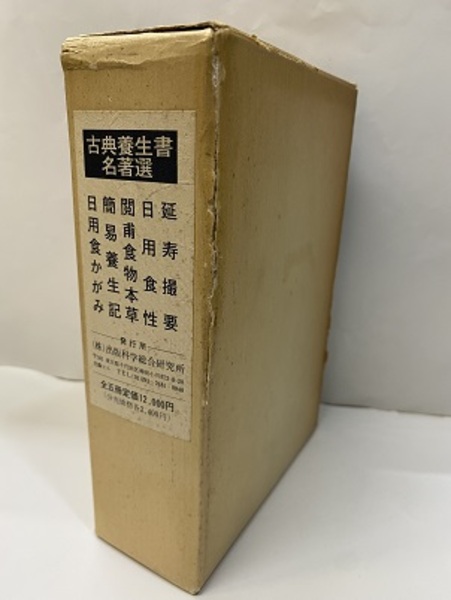 古典養生書
名著選
延寿撮要
日用食性
閲甫食物本草
簡易養生記
日用食かがみ
発行所
(株)出版科学総合研究所
全五冊定価12,000円